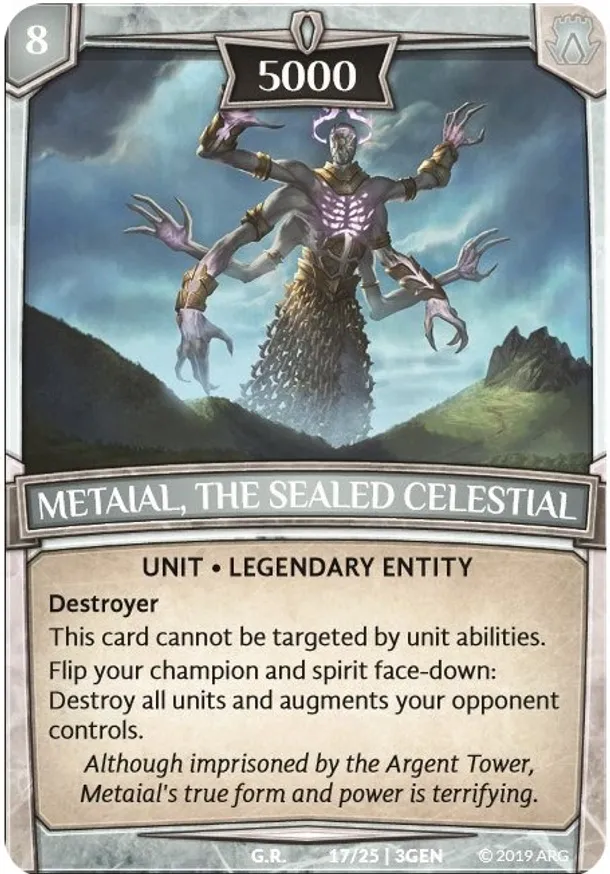 8
5000
METAIAL, THE SEALED CELESTIAL
UNIT • LEGENDARY ENTITY
Destroyer
This card cannot be targeted by unit abilities.
Flip your champion and spirit face-down:
Destroy all units and augments your opponent
controls.
Although imprisoned by the Argent Tower,
Metaial's true form and power is terrifying.
G.R. 17/25 | 3GEN © 2019 ARG